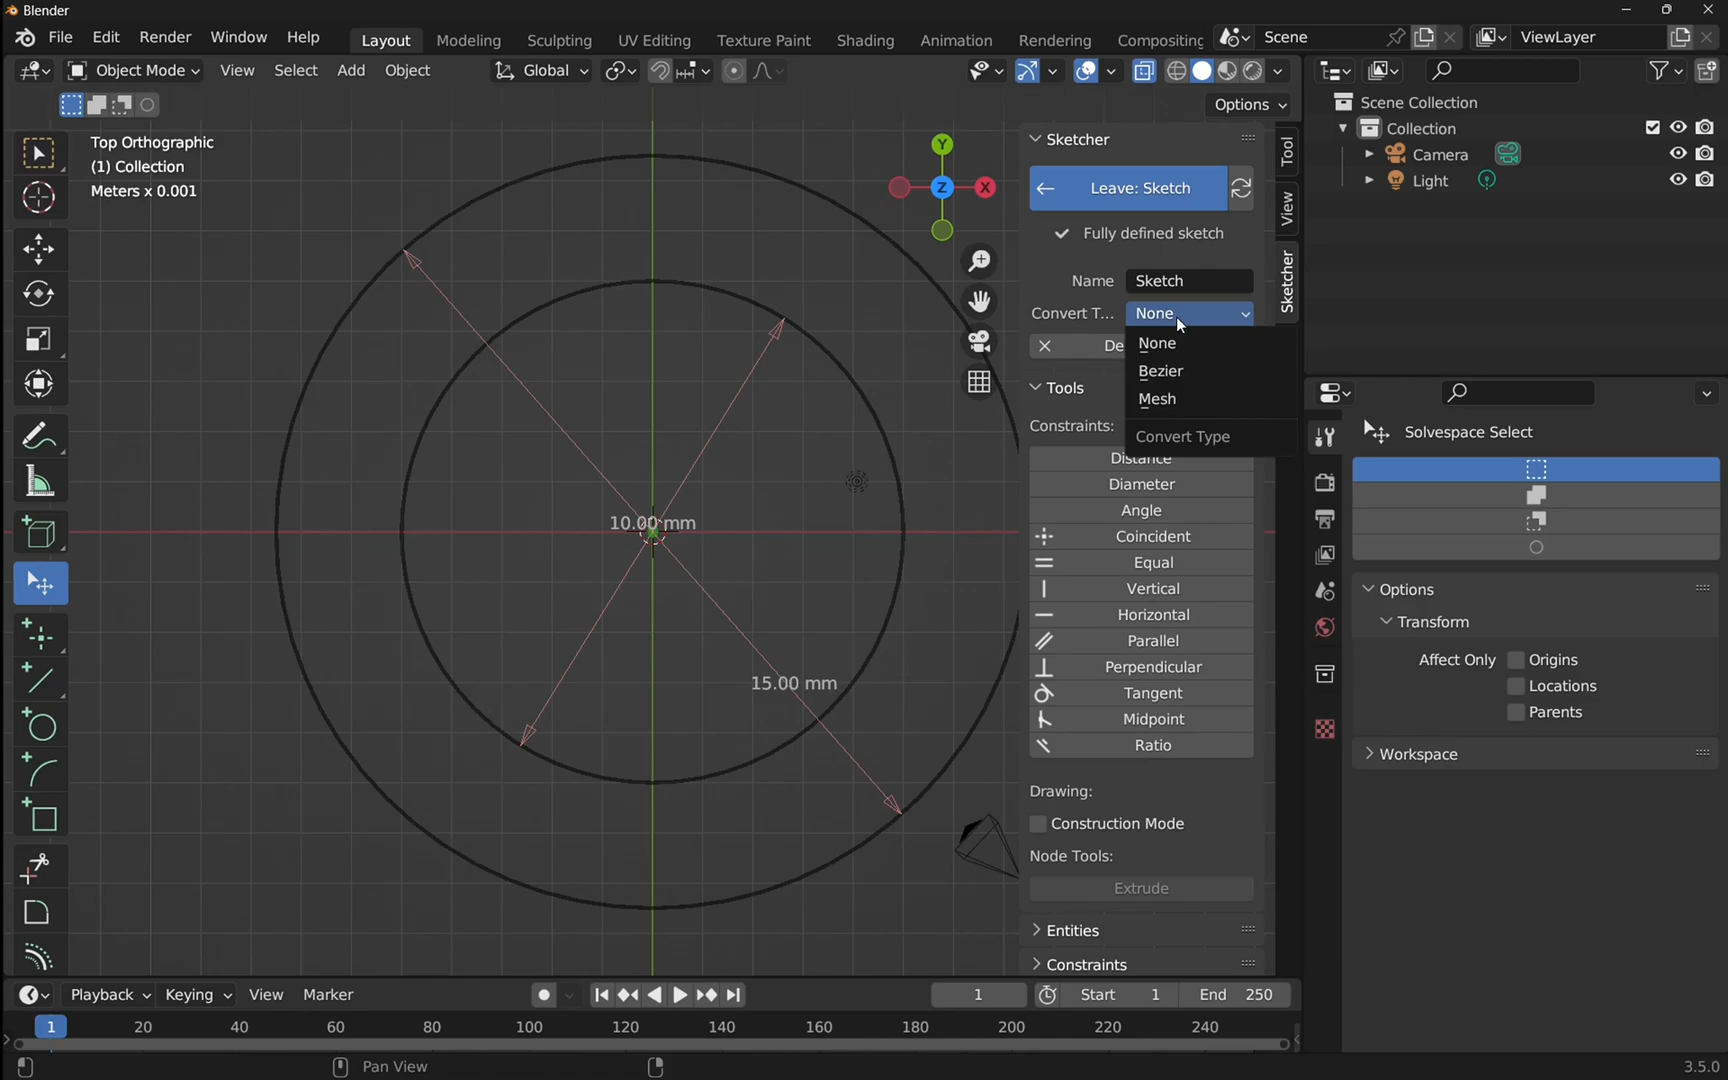 Blender
File Edit Render Window Help
Layout Modeling Sculpting UV Editing Texture Paint Shading Animation Rendering Compositing
Scene
ViewLayer
Object Mode View Select Add Object
Global
Options
Top Orthographic
(1) Collection
Meters x 0.001
Y
Z
X
10.00 mm
15.00 mm
Sketcher
Leave: Sketch
Fully defined sketch
Name Sketch
Convert T... None
De
None
Bezier
Mesh
Convert Type
Tools
Constraints:
Distance
Diameter
Angle
Coincident
Equal
Vertical
Horizontal
Parallel
Perpendicular
Tangent
Midpoint
Ratio
Drawing:
Construction Mode
Node Tools:
Extrude
Entities
Constraints
Tool
View
Sketcher
Scene Collection
Collection
Camera
Light
Solvespace Select
Options
Transform
Affect Only Origins
Locations
Parents
Workspace
Playback Keying View Marker
1
Start 1
End 250
1 20 40 60 80 100 120 140 160 180 200 220 240
Pan View
3.5.0